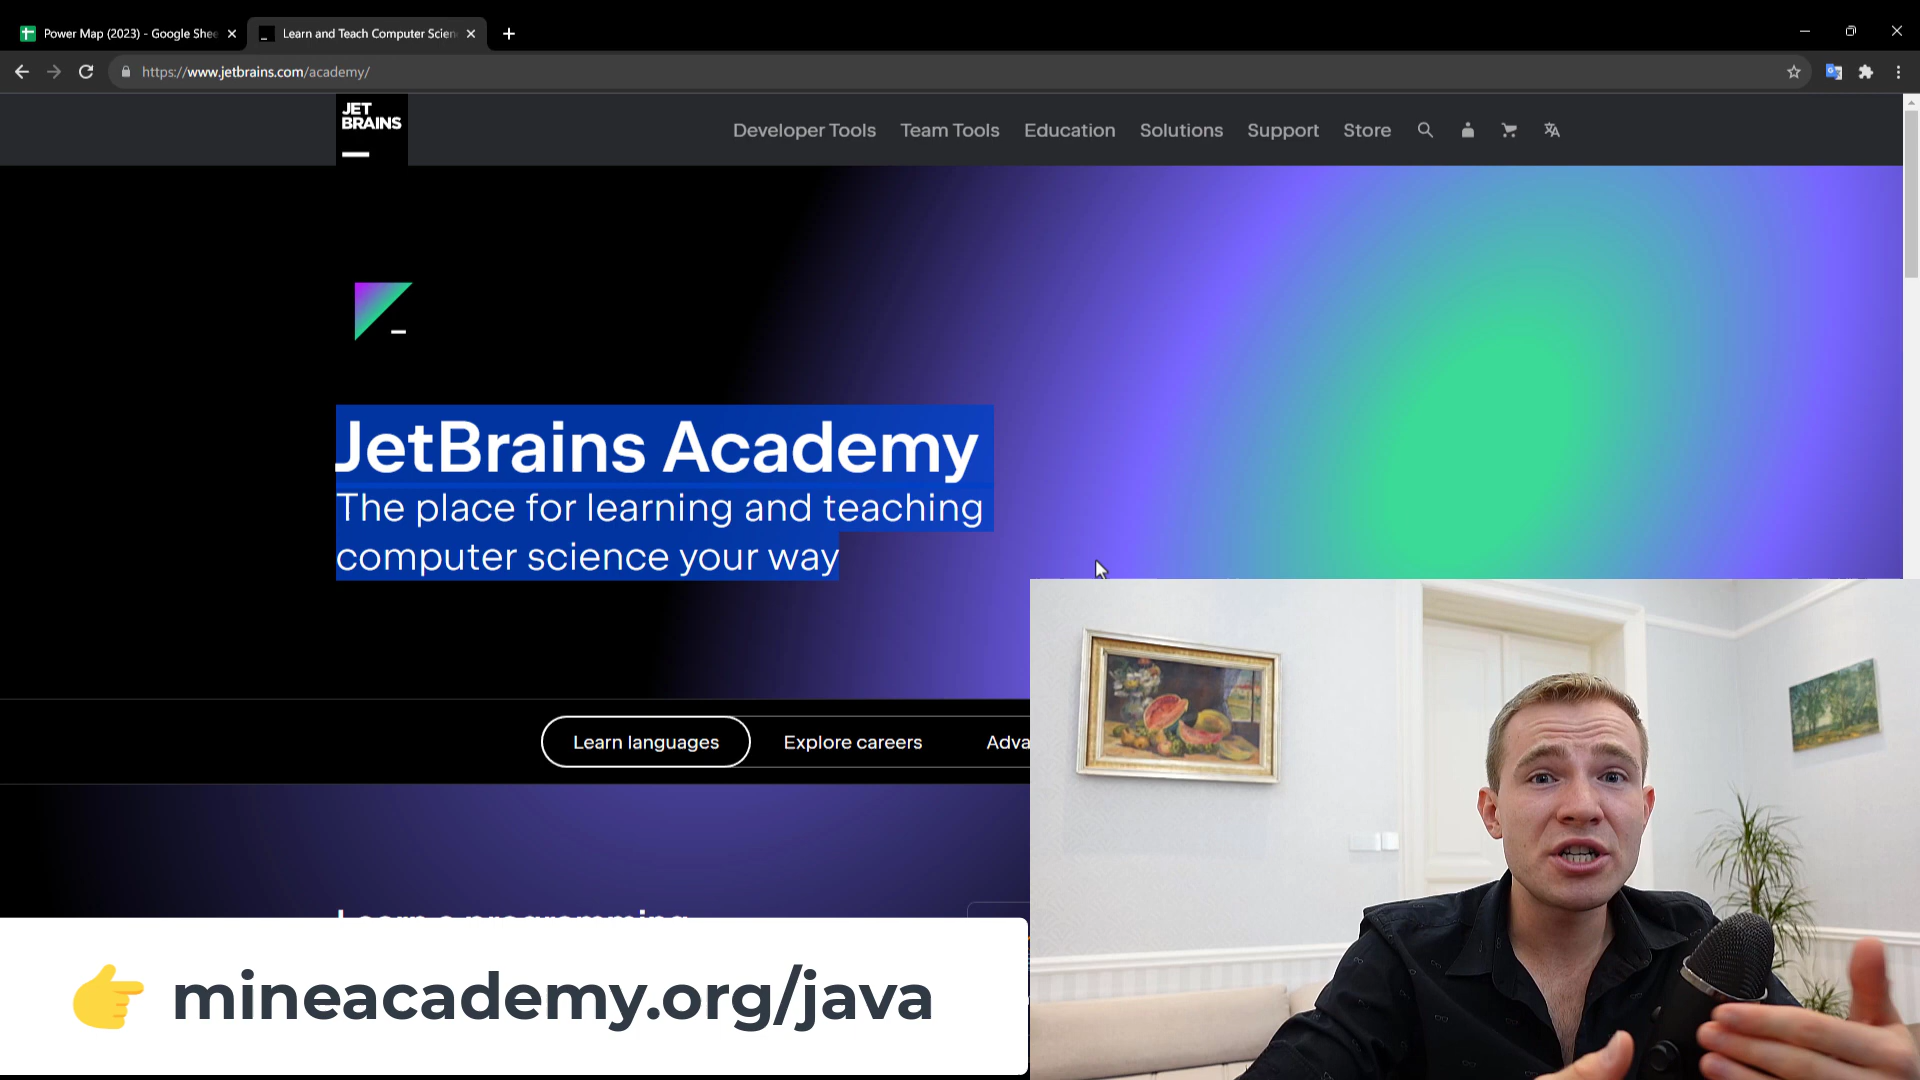 Power Map (2023) - Google Shee
Learn and Teach Computer Scien
https://www.jetbrains.com/academy/
JET
BRAINS
Developer Tools
Team Tools
Education
Solutions
Support
Store
JetBrains Academy
The place for learning and teaching
computer science your way
Learn languages
Explore careers
Adva
Learn a programming
mineacademy.org/java